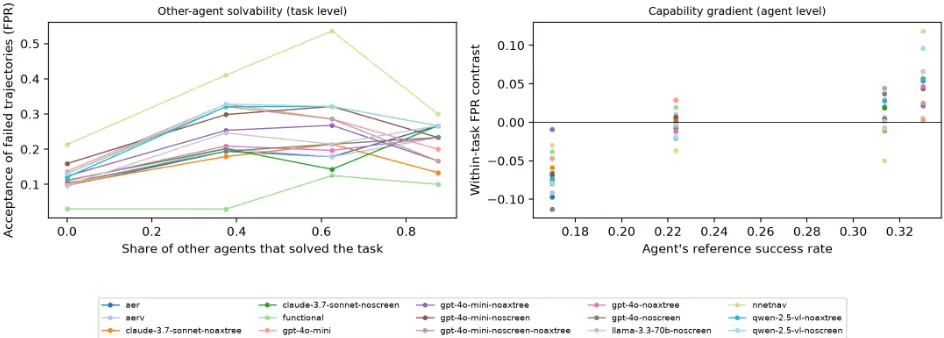 Other-agent solvability (task level)
Acceptance of failed trajectories (FPR)
0.5
0.4
0.3
0.2
0.1
0.0 0.2 0.4 0.6 0.8
Share of other agents that solved the task
Capability gradient (agent level)
Within-task FPR contrast
0.10
0.05
0.00
−0.05
−0.10
0.18 0.20 0.22 0.24 0.26 0.28 0.30 0.32
Agent's reference success rate
aer
aerv
claude-3.7-sonnet-noaxtree
claude-3.7-sonnet-noscreen
functional
gpt-4o-mini
gpt-4o-mini-noaxtree
gpt-4o-mini-noscreen
gpt-4o-mini-noscreen-noaxtree
gpt-4o-noaxtree
gpt-4o-noscreen
llama-3.3-70b-noscreen
nnetnav
qwen-2.5-vl-noaxtree
qwen-2.5-vl-noscreen